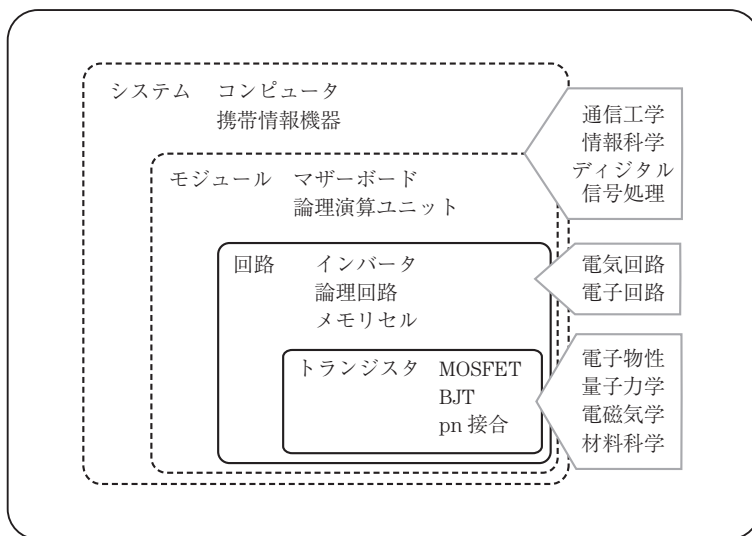 システム コンピュータ
携帯情報機器
通信工学
情報科学
ディジタル
信号処理
モジュール マザーボード
論理演算ユニット
回路 インバータ
論理回路
メモリセル
電気回路
電子回路
トランジスタ MOSFET
BJT
pn 接合
電子物性
量子力学
電磁気学
材料科学